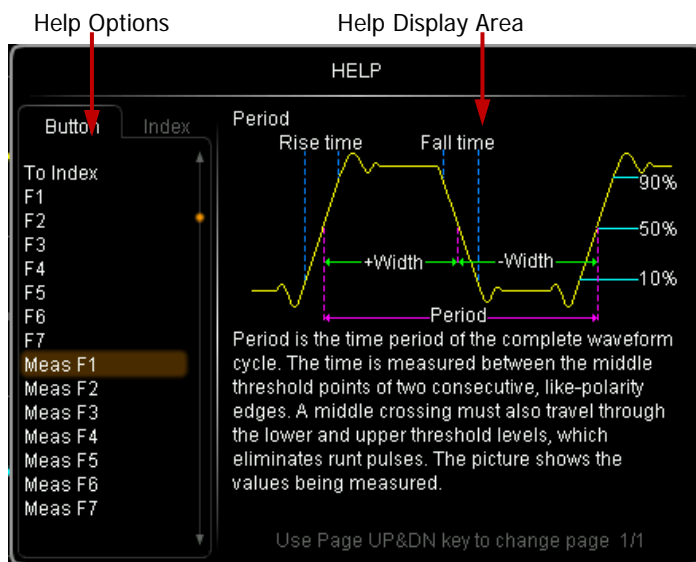 Help Options
Help Display Area
HELP
Button
Index
To Index
F1
F2
F3
F4
F5
F6
F7
Meas F1
Meas F2
Meas F3
Meas F4
Meas F5
Meas F6
Meas F7
Period
Rise time
Fall time
90%
50%
+Width
-Width
10%
Period
Period is the time period of the complete waveform
cycle. The time is measured between the middle
threshold points of two consecutive, like-polarity
edges. A middle crossing must also travel through
the lower and upper threshold levels, which
eliminates runt pulses. The picture shows the
values being measured.
Use Page UP&DN key to change page 1/1